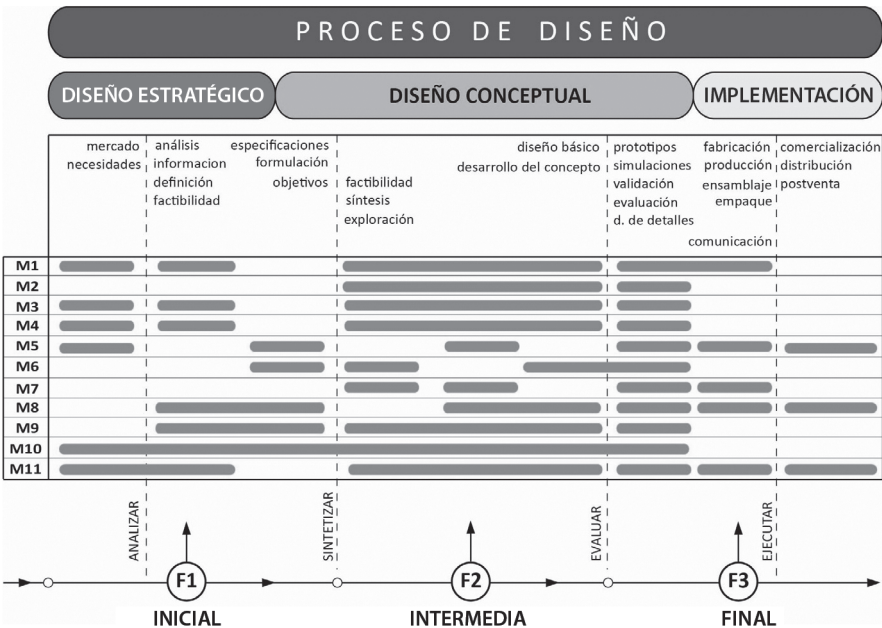 PROCESO DE DISEÑO
DISEÑO ESTRATÉGICO
DISEÑO CONCEPTUAL
IMPLEMENTACIÓN
mercado
necesidades
análisis
informacion
definición
factibilidad
especificaciones
formulación
objetivos
factibilidad
síntesis
exploración
diseño básico
desarrollo del concepto
prototipos
simulaciones
validación
evaluación
d. de detalles
fabricación
producción
ensamblaje
empaque
comunicación
comercialización
distribución
postventa
M1
M2
M3
M4
M5
M6
M7
M8
M9
M10
M11
ANALIZAR
SINTETIZAR
EVALUAR
EJECUTAR
F1
F2
F3
INICIAL
INTERMEDIA
FINAL